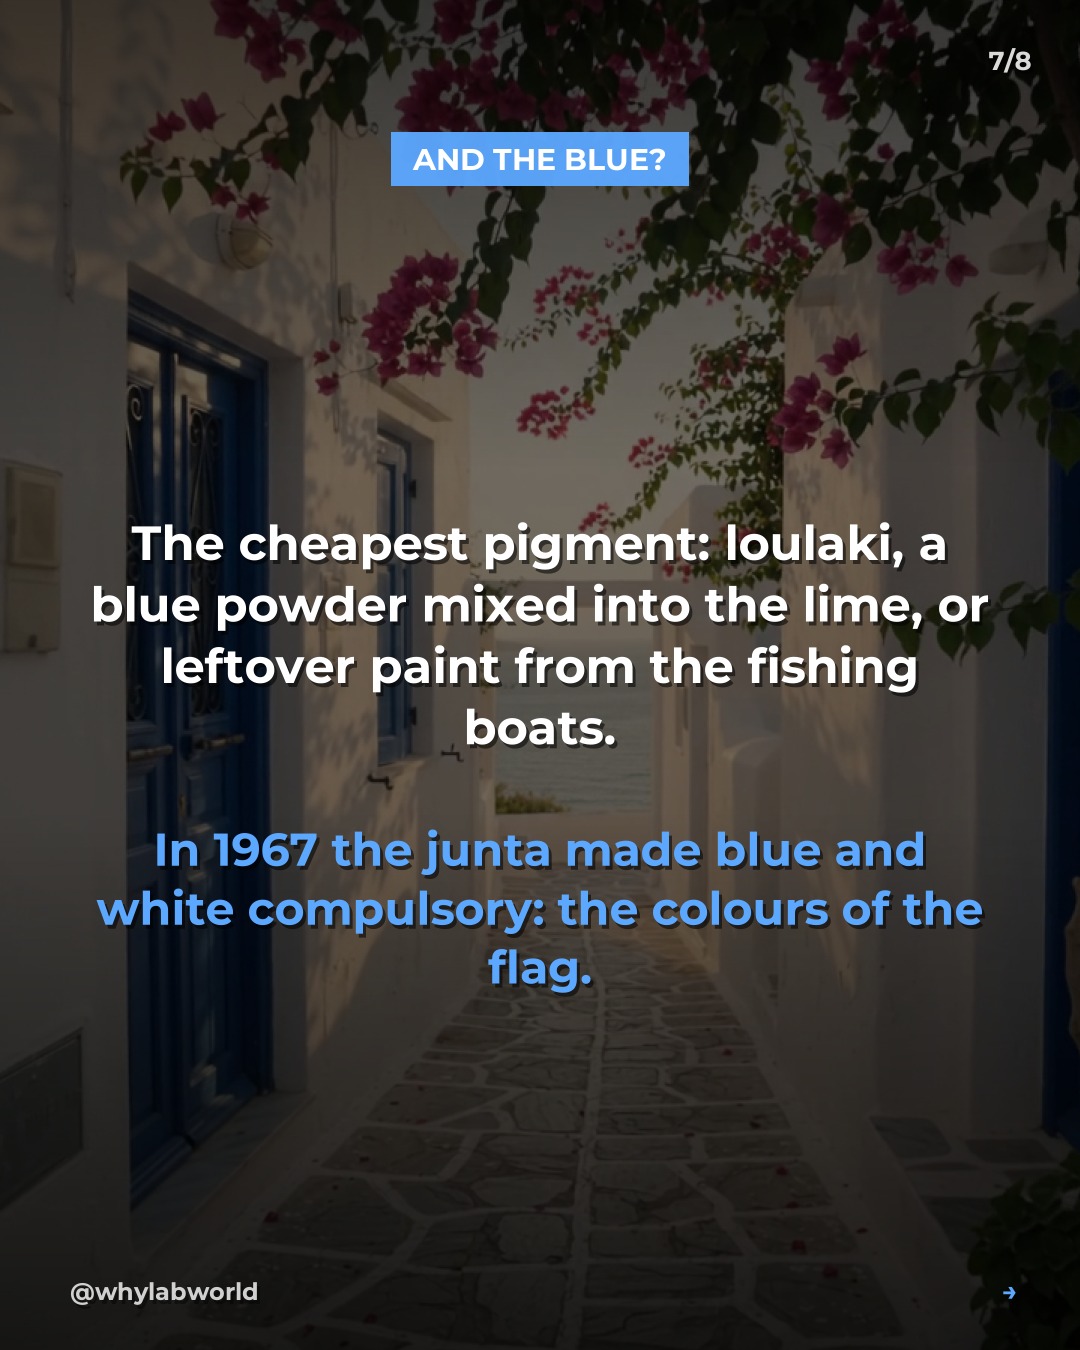 7/8
AND THE BLUE?
The cheapest pigment: loulaki, a
blue powder mixed into the lime, or
leftover paint from the fishing
boats.
In 1967 the junta made blue and
white compulsory: the colours of the
flag.
@whylabworld →